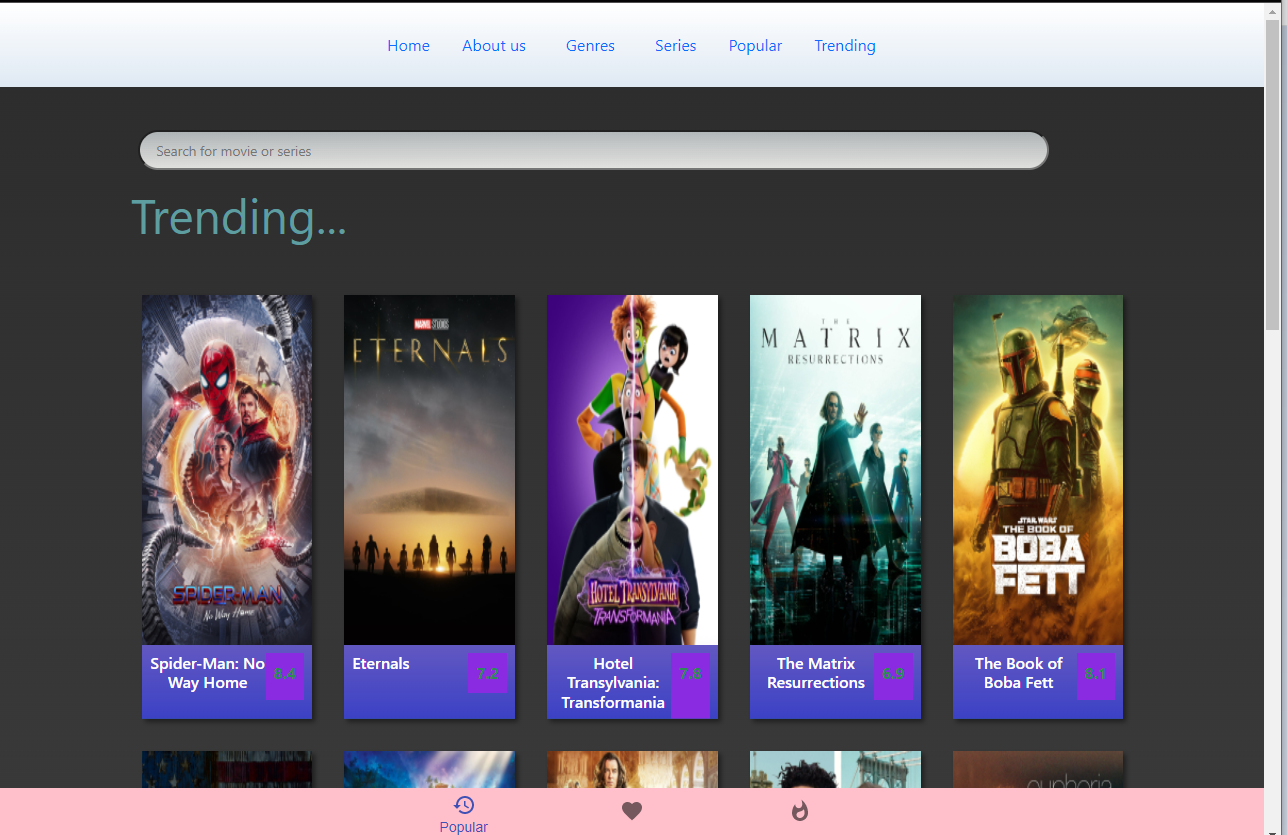 Home About us Genres Series Popular Trending
Search for movie or series
Trending...
MARVEL STUDIOS
ETERNALS
THE
MATRIX
RESURRECTIONS
STAR WARS
THE BOOK OF
BOBA
FETT
SPIDER-MAN
No Way Home
HOTEL TRANSYLVANIA
TRANSFORMANIA
Spider-Man: No
Way Home
8.4
Eternals
7.2
Hotel
Transylvania:
Transformania
7.8
The Matrix
Resurrections
6.9
The Book of
Boba Fett
8.1
euphoria
Popular